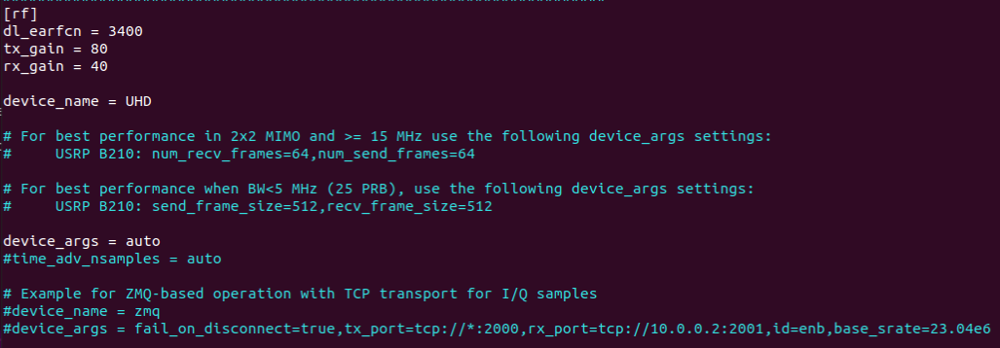 [rf]
dl_earfcn = 3400
tx_gain = 80
rx_gain = 40
device_name = UHD
# For best performance in 2x2 MIMO and >= 15 MHz use the following device_args settings:
#     USRP B210: num_recv_frames=64,num_send_frames=64
# For best performance when BW<5 MHz (25 PRB), use the following device_args settings:
#     USRP B210: send_frame_size=512,recv_frame_size=512
device_args = auto
#time_adv_nsamples = auto
# Example for ZMQ-based operation with TCP transport for I/Q samples
#device_name = zmq
#device_args = fail_on_disconnect=true,tx_port=tcp://*:2000,rx_port=tcp://10.0.0.2:2001,id=enb,base_srate=23.04e6